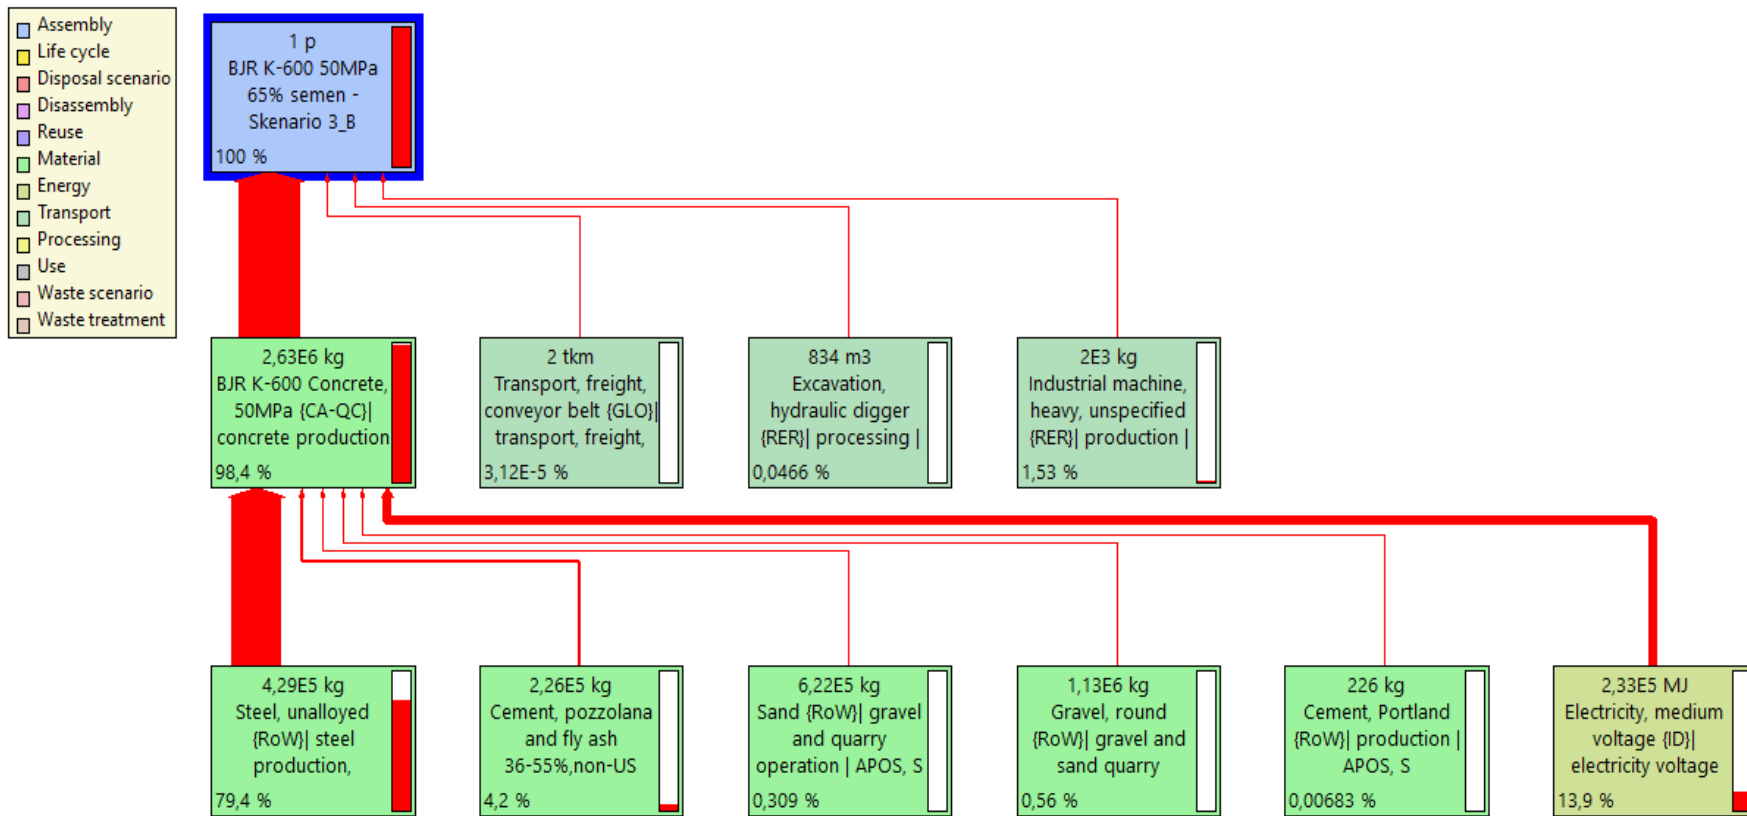 Assembly
Life cycle
Disposal scenario
Disassembly
Reuse
Material
Energy
Transport
Processing
Use
Waste scenario
Waste treatment
1 p
BJR K-600 50MPa
65% semen -
Skenario 3_B
100 %
2,63E6 kg
BJR K-600 Concrete,
50MPa {CA-QC}|
concrete production
98,4 %
2 tkm
Transport, freight,
conveyor belt {GLO}|
transport, freight,
3,12E-5 %
834 m3
Excavation,
hydraulic digger
{RER}| processing |
0,0466 %
2E3 kg
Industrial machine,
heavy, unspecified
{RER}| production |
1,53 %
4,29E5 kg
Steel, unalloyed
{RoW}| steel
production,
79,4 %
2,26E5 kg
Cement, pozzolana
and fly ash
36-55%,non-US
4,2 %
6,22E5 kg
Sand {RoW}| gravel
and quarry
operation | APOS, S
0,309 %
1,13E6 kg
Gravel, round
{RoW}| gravel and
sand quarry
0,56 %
226 kg
Cement, Portland
{RoW}| production |
APOS, S
0,00683 %
2,33E5 MJ
Electricity, medium
voltage {ID}|
electricity voltage
13,9 %